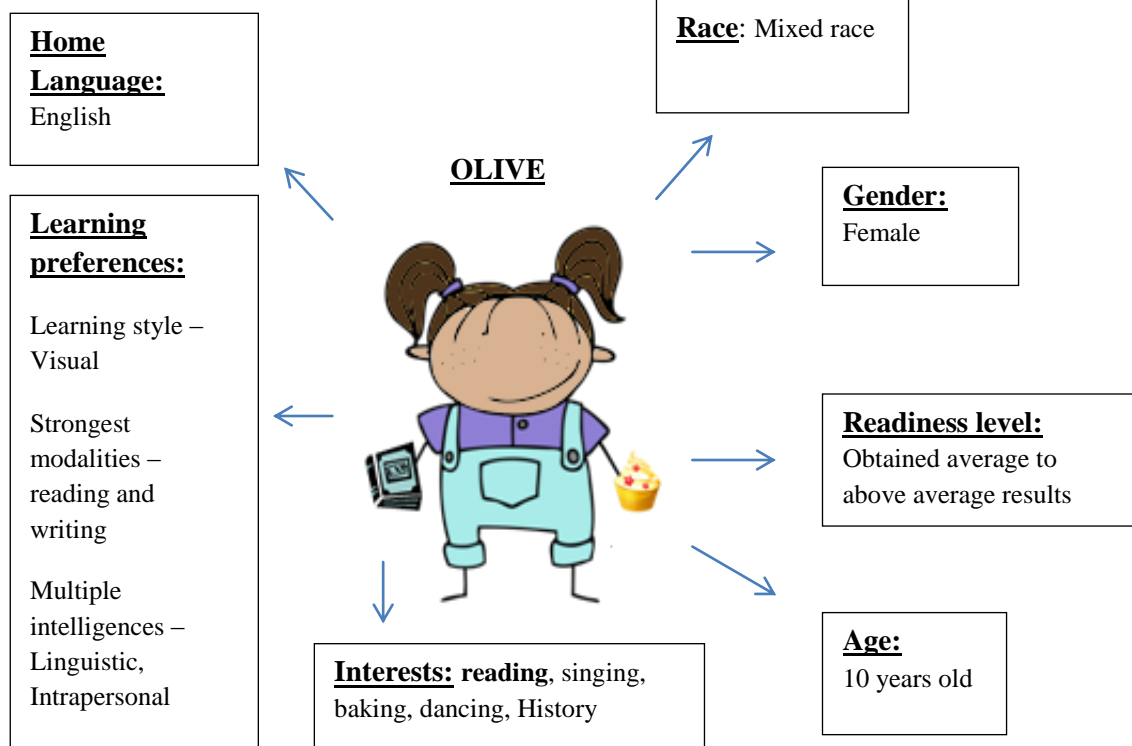 Home
Language:
English
Race: Mixed race
OLIVE
Gender:
Female
Learning
preferences:
Learning style –
Visual
Strongest
modalities –
reading and
writing
Multiple
intelligences –
Linguistic,
Intrapersonal
Readiness level:
Obtained average to
above average results
Age:
10 years old
Interests: reading, singing,
baking, dancing, History